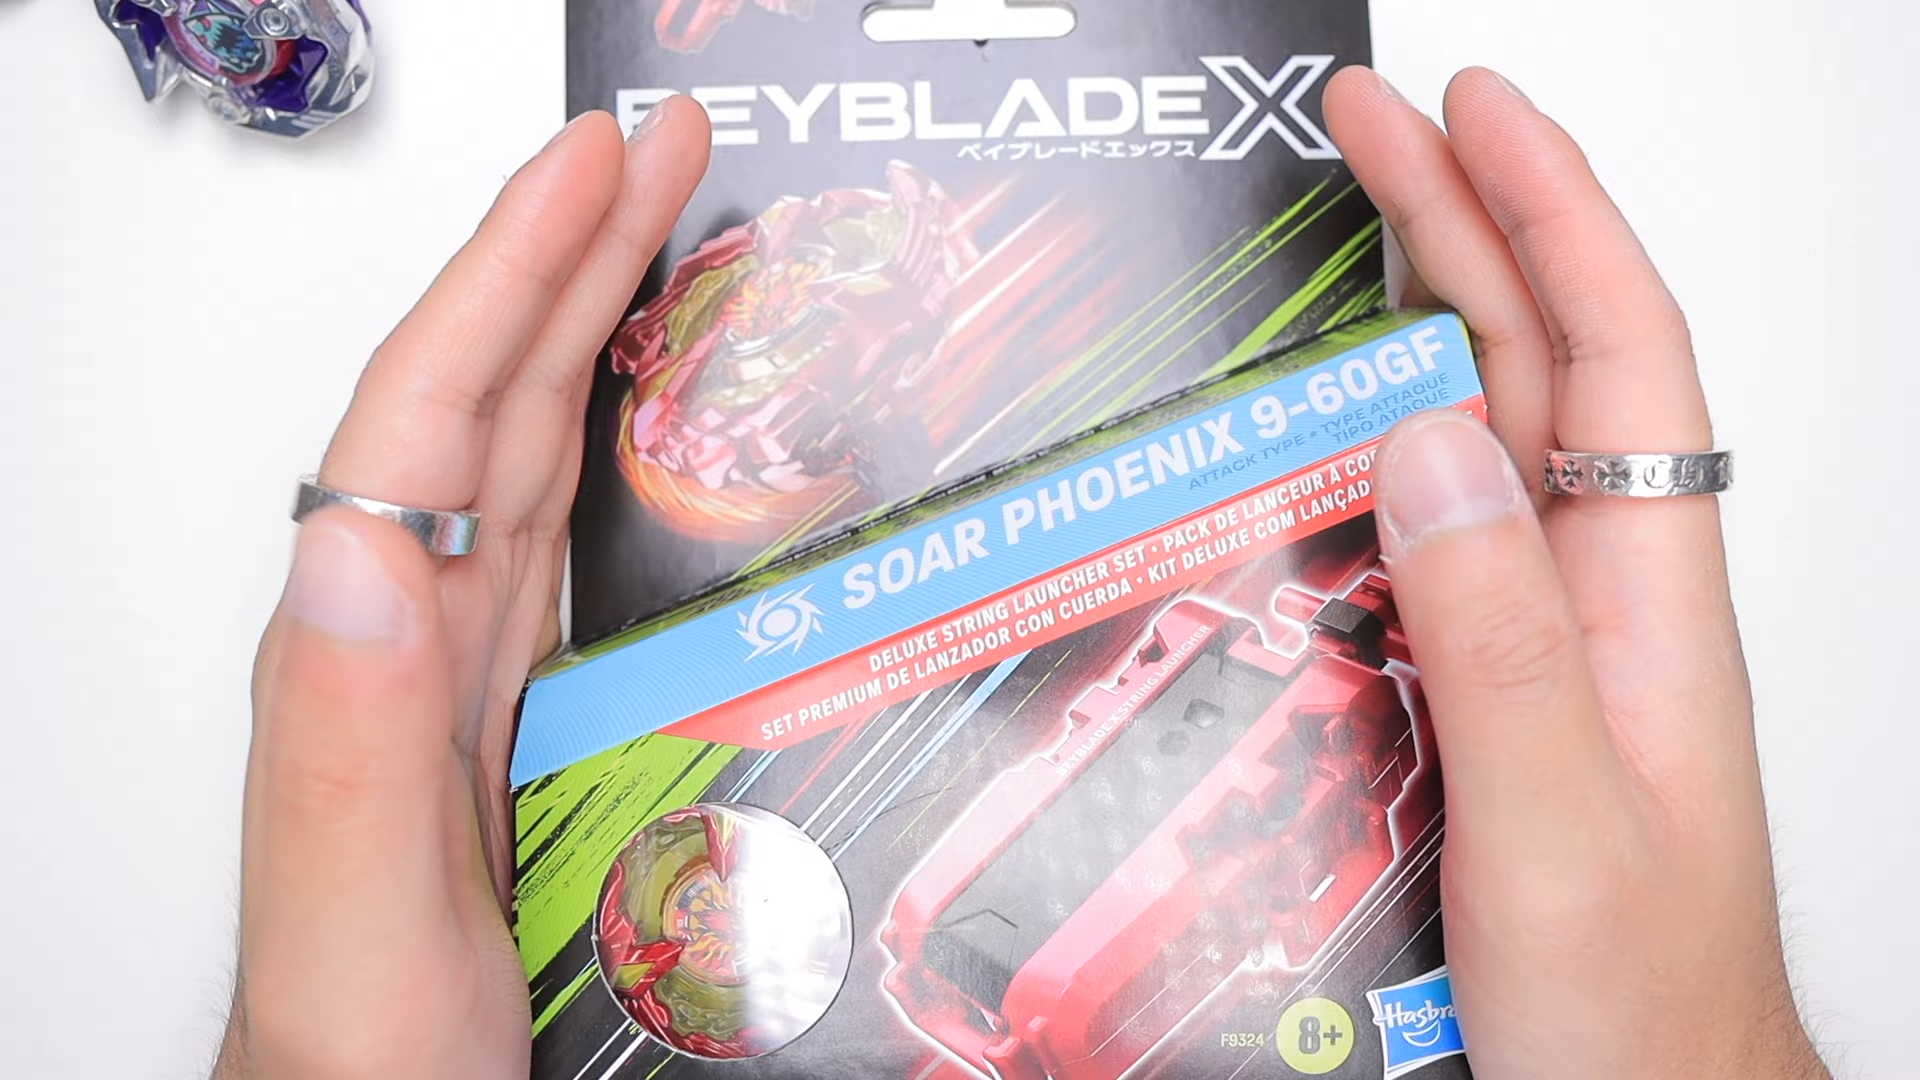 BEYBLADE X
ベイブレードエックス
SOAR PHOENIX 9-60GF
ATTACK TYPE • TYPE ATTAQUE
TIPO ATAQUE
DELUXE STRING LAUNCHER SET • PACK DE LANCEUR À
SET PREMIUM DE LANZADOR CON CUERDA • KIT DELUXE COM
BEYBLADE X STRING LAUNCHER
F9324
8+
Hasbro